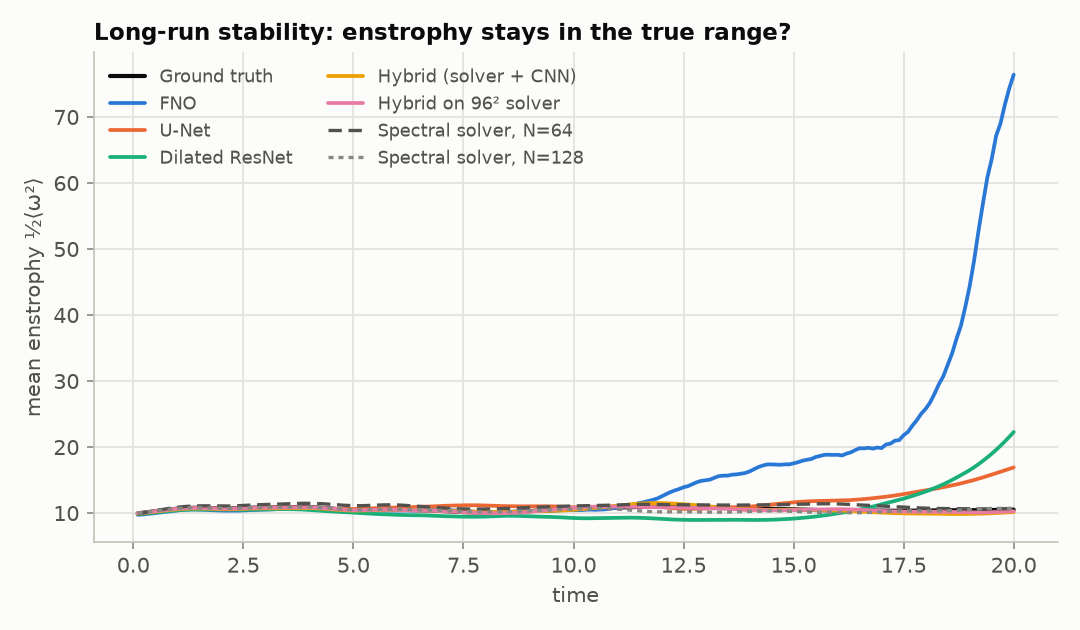 Long-run stability: enstrophy stays in the true range?
Ground truth
FNO
U-Net
Dilated ResNet
Hybrid (solver + CNN)
Hybrid on 96² solver
Spectral solver, N=64
Spectral solver, N=128
mean enstrophy ½⟨ω²⟩
70
60
50
40
30
20
10
0.0 2.5 5.0 7.5 10.0 12.5 15.0 17.5 20.0
time